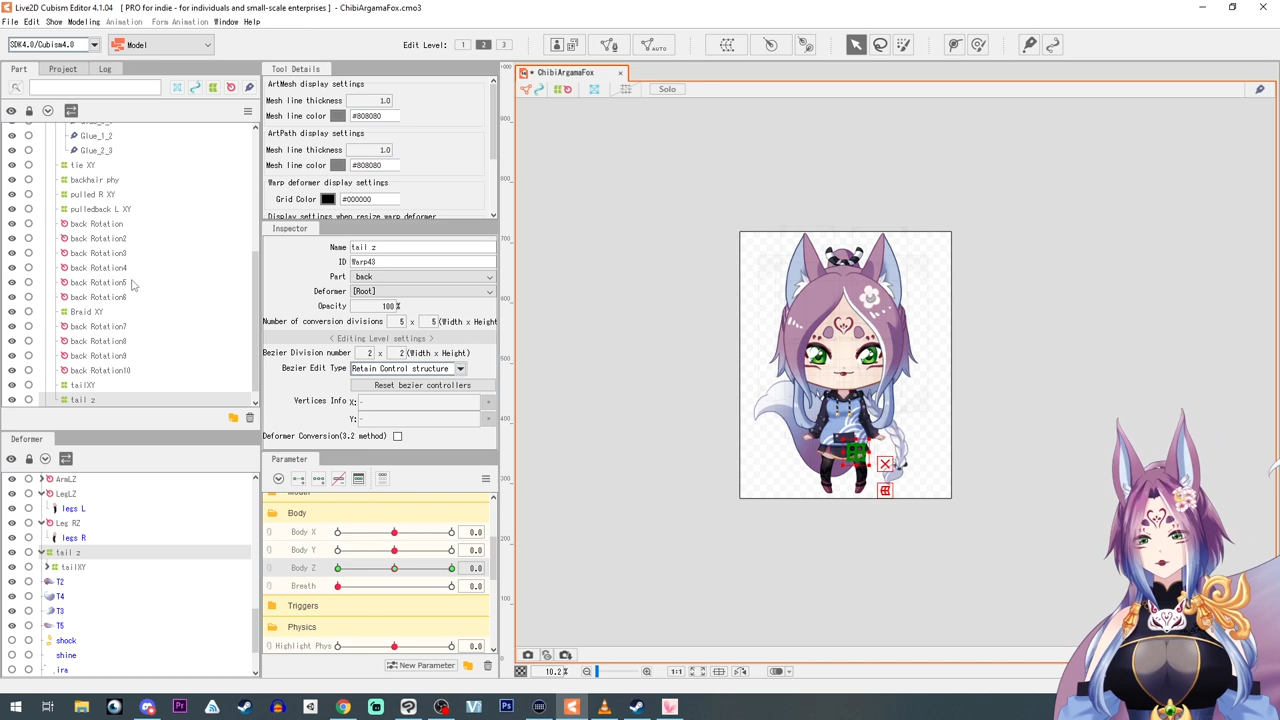 Live2D Cubism Editor 4.1.04 [ PRO for indie - for individuals and small-scale enterprises ] - ChibiArgamaFox.cmo3
File Edit Show Modeling Animation Form Animation Window Help
SDK4.0/Cubism4.0 Model Edit Level: 1 2 3 AUTO
Part Project Log
Glue_1_2
Glue_2_3
tie XY
backhair phy
pulled R XY
pulledback L XY
back Rotation
back Rotation2
back Rotation3
back Rotation4
back Rotation5
back Rotation6
Braid XY
back Rotation7
back Rotation8
back Rotation9
back Rotation10
tailXY
tail z
Deformer
ArmLZ
LegLZ
legs L
Leg RZ
legs R
tail z
tailXY
T2
T4
T3
T5
shock
shine
ira
Tool Details
ArtMesh display settings
Mesh line thickness 1.0
Mesh line color #808080
ArtPath display settings
Mesh line thickness 1.0
Mesh line color #808080
Warp deformer display settings
Grid Color #000000
Display settings when resize warp deformer
Inspector
Name tail z
ID Warp43
Part back
Deformer [Root]
Opacity 100 %
Number of conversion divisions 5 x 5 (Width x Height
< Editing Level settings >
Bezier Division number 2 x 2 (Width x Height)
Bezier Edit Type Retain Control structure
Reset bezier controllers
Vertices Info X: -
Y: -
Deformer Conversion(3.2 method)
Parameter
Mouth
Body
Body X 0.0
Body Y 0.0
Body Z 0.0
Breath 0.0
Triggers
Physics
Highlight Phys 0.0
New Parameter
ChibiArgamaFox
Solo
10.2% 1:1